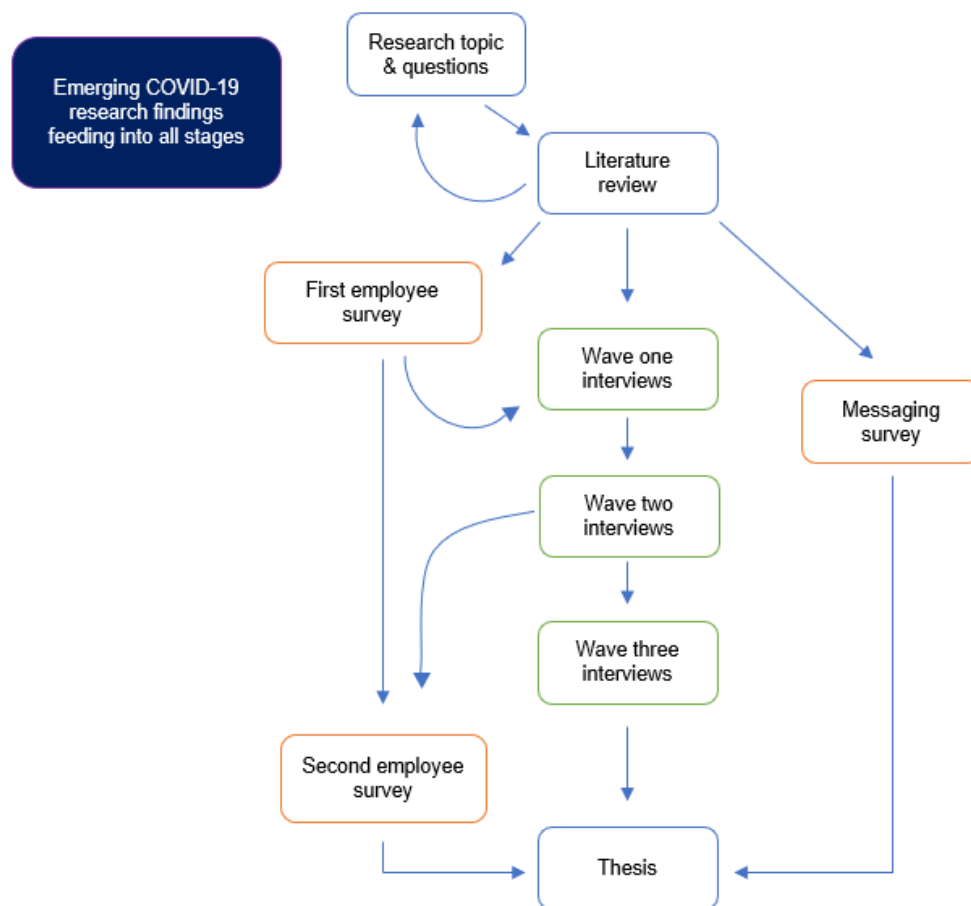 Emerging COVID-19
research findings
feeding into all stages
Research topic
& questions
Literature
review
First employee
survey
Wave one
interviews
Messaging
survey
Wave two
interviews
Wave three
interviews
Second employee
survey
Thesis